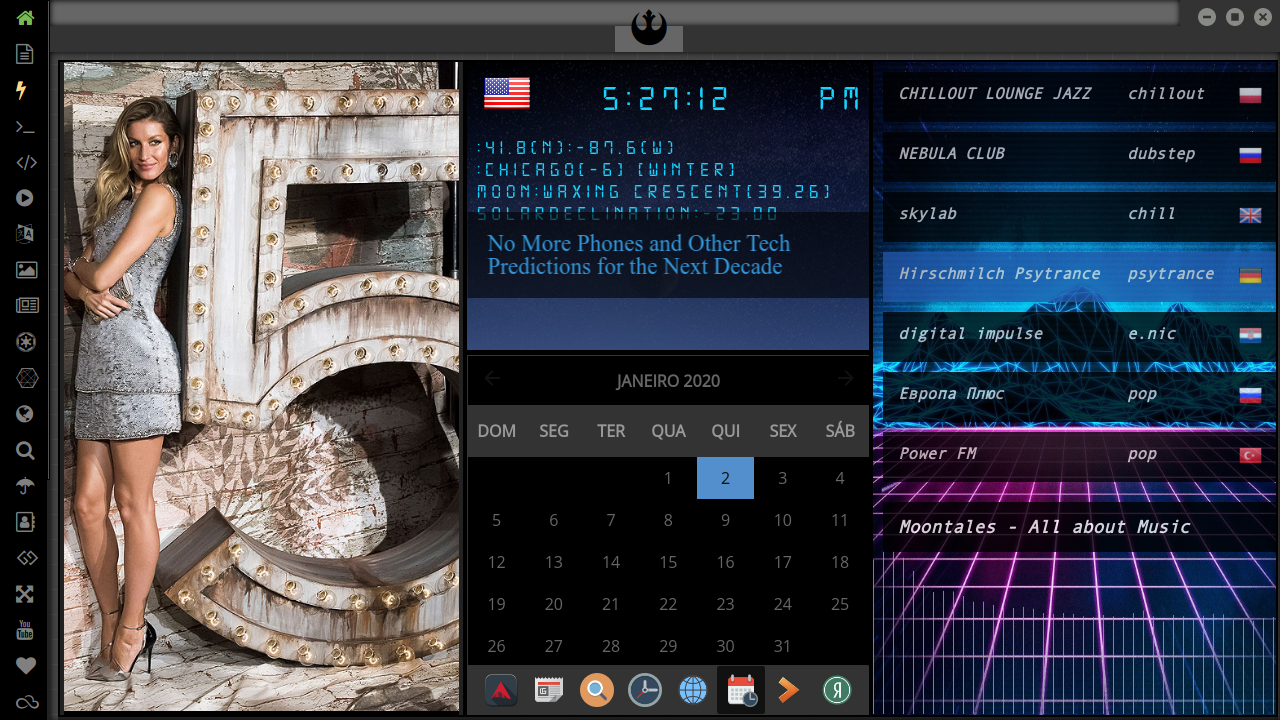 5:27:12 PM
:41.8(N):-87.6(W)
:CHICAGO(-6) (WINTER)
MOON:WAXING CRESCENT(39.26)
SOLARDECLINATION:-23.00
No More Phones and Other Tech
Predictions for the Next Decade
JANEIRO 2020
DOM SEG TER QUA QUI SEX SÁB
1 2 3 4
5 6 7 8 9 10 11
12 13 14 15 16 17 18
19 20 21 22 23 24 25
26 27 28 29 30 31
CHILLOUT LOUNGE JAZZ chillout
NEBULA CLUB dubstep
skylab chill
Hirschmilch Psytrance psytrance
digital impulse e.nic
Европа Плюс pop
Power FM pop
Moontales - All about Music
You
Tube
GE
Я